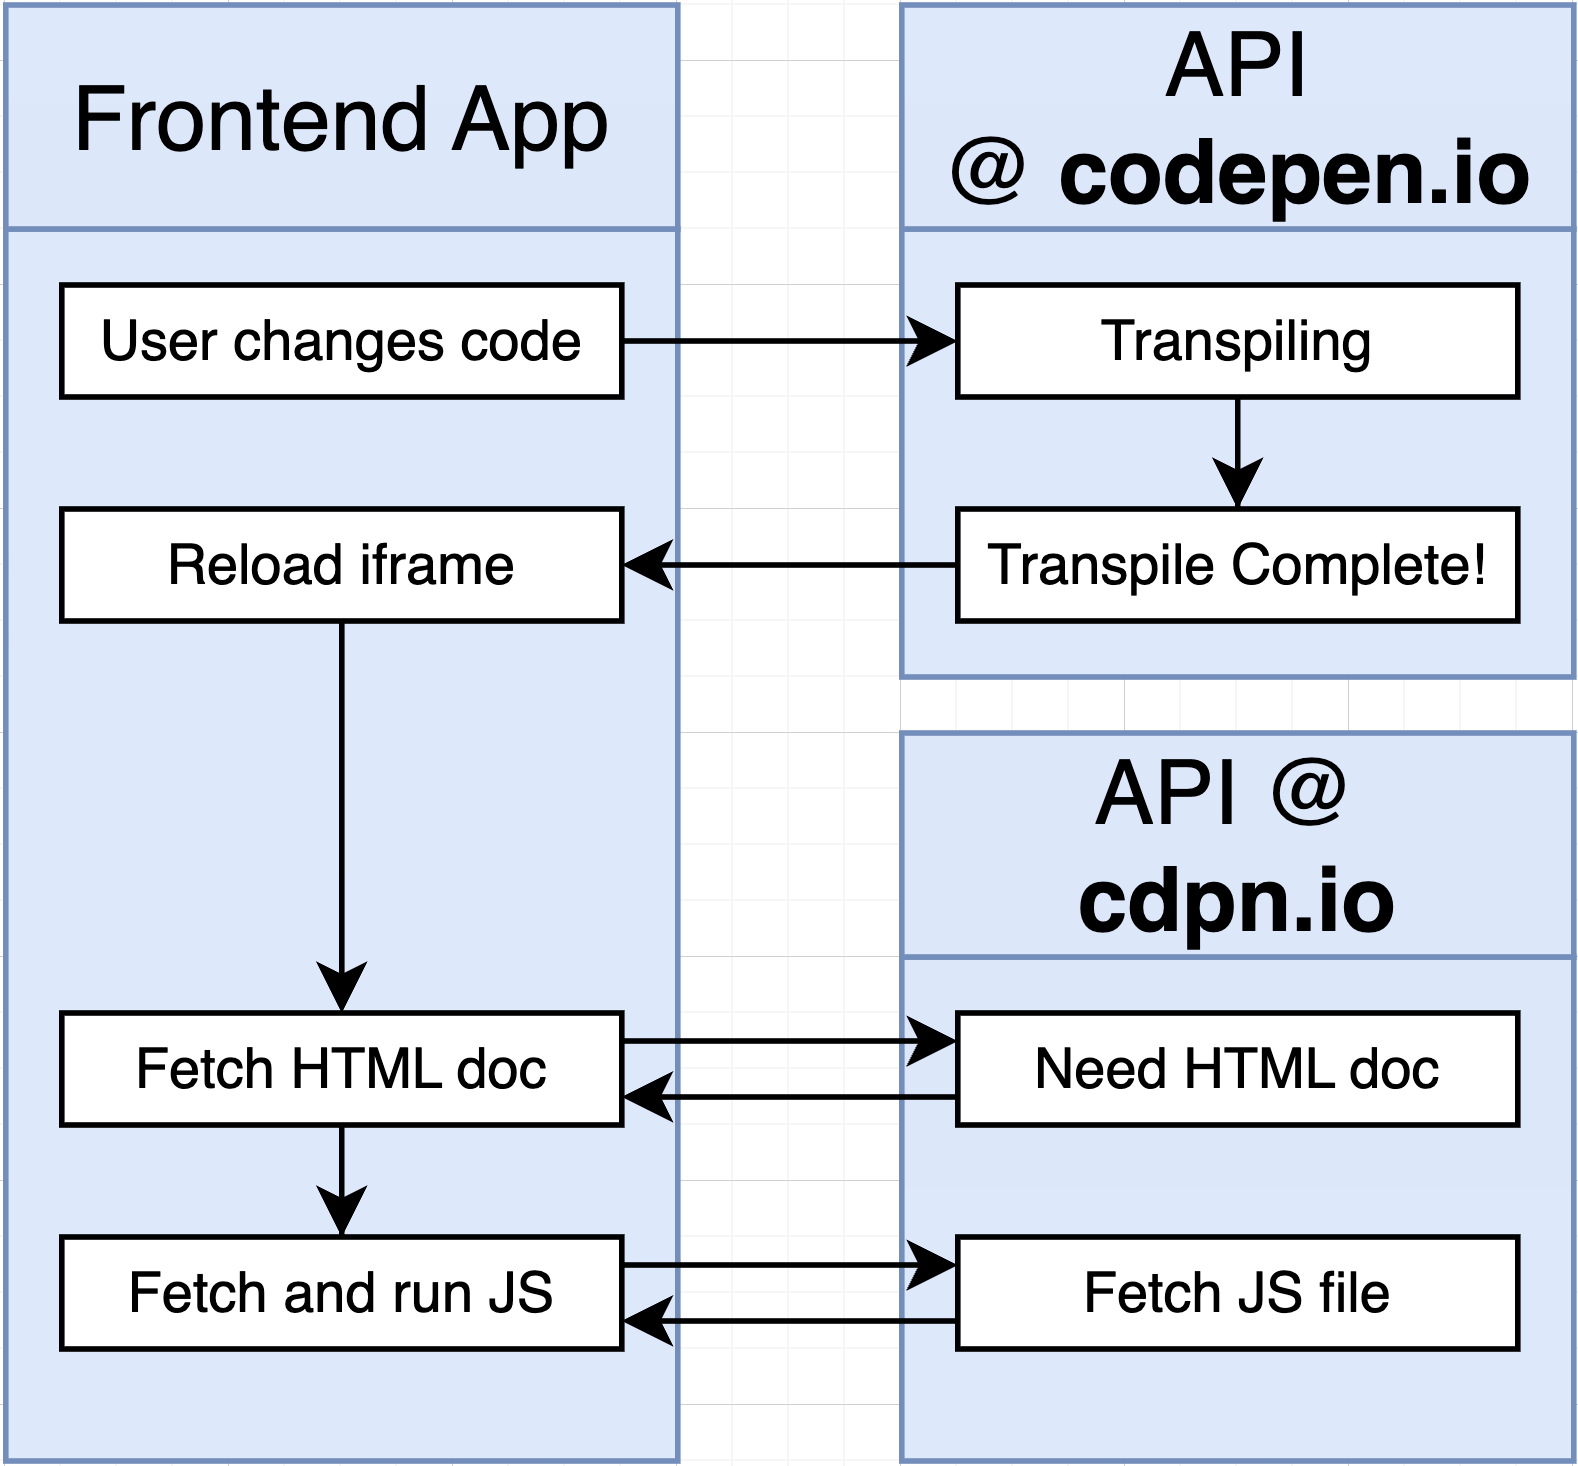 Frontend App
User changes code
Reload iframe
Fetch HTML doc
Fetch and run JS
API
@ codepen.io
Transpiling
Transpile Complete!
API @
cdpn.io
Need HTML doc
Fetch JS file